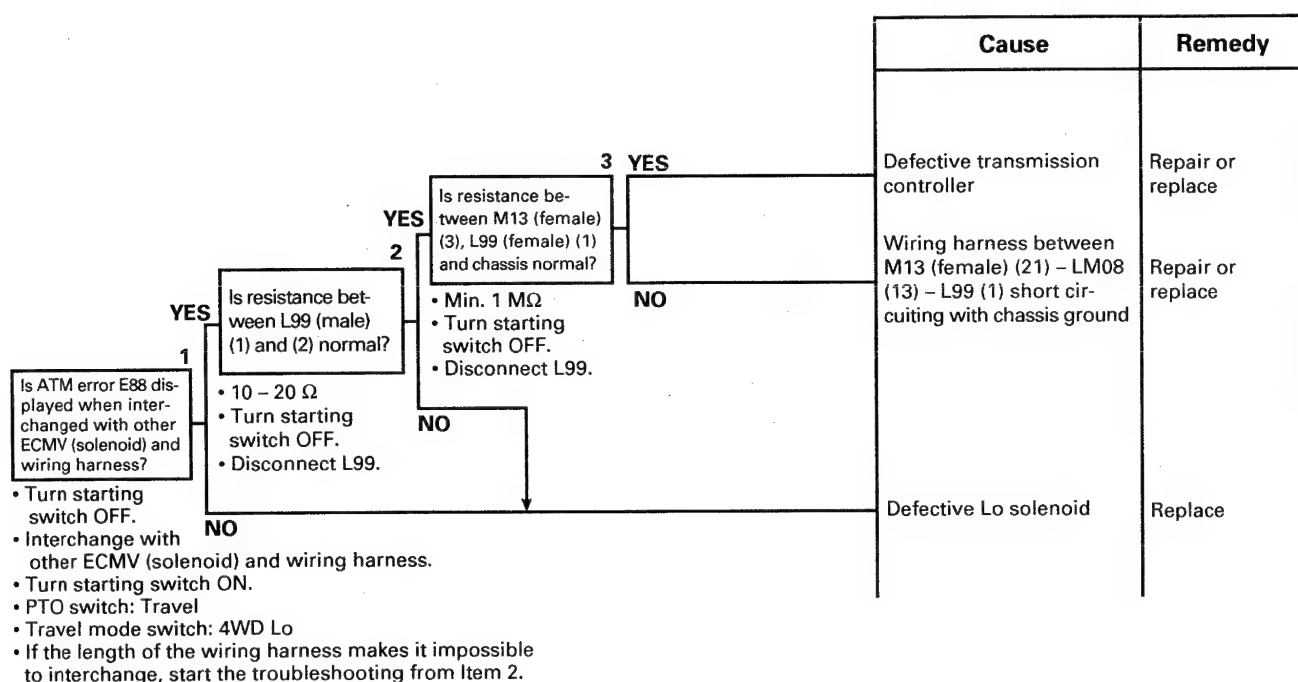 Cause
Remedy
3
YES
Is resistance be-
tween M13 (female)
(3), L99 (female) (1)
and chassis normal?
Defective transmission
controller
Repair or
replace
YES
2
NO
• Min. 1 MΩ
• Turn starting
switch OFF.
• Disconnect L99.
Wiring harness between
M13 (female) (21) – LM08
(13) – L99 (1) short cir-
cuiting with chassis ground
Repair or
replace
YES
1
Is resistance bet-
ween L99 (male)
(1) and (2) normal?
• 10 – 20 Ω
• Turn starting
switch OFF.
• Disconnect L99.
NO
Is ATM error E88 dis-
played when inter-
changed with other
ECMV (solenoid) and
wiring harness?
NO
Defective Lo solenoid
Replace
• Turn starting
switch OFF.
• Interchange with
other ECMV (solenoid) and wiring harness.
• Turn starting switch ON.
• PTO switch: Travel
• Travel mode switch: 4WD Lo
• If the length of the wiring harness makes it impossible
to interchange, start the troubleshooting from Item 2.